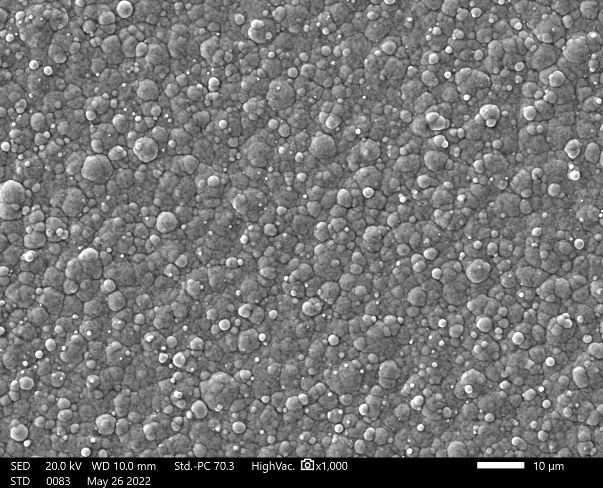 SED 20.0 kV WD 10.0 mm Std.-PC 70.3 HighVac. x1,000 10 µm
STD 0083 May 26 2022